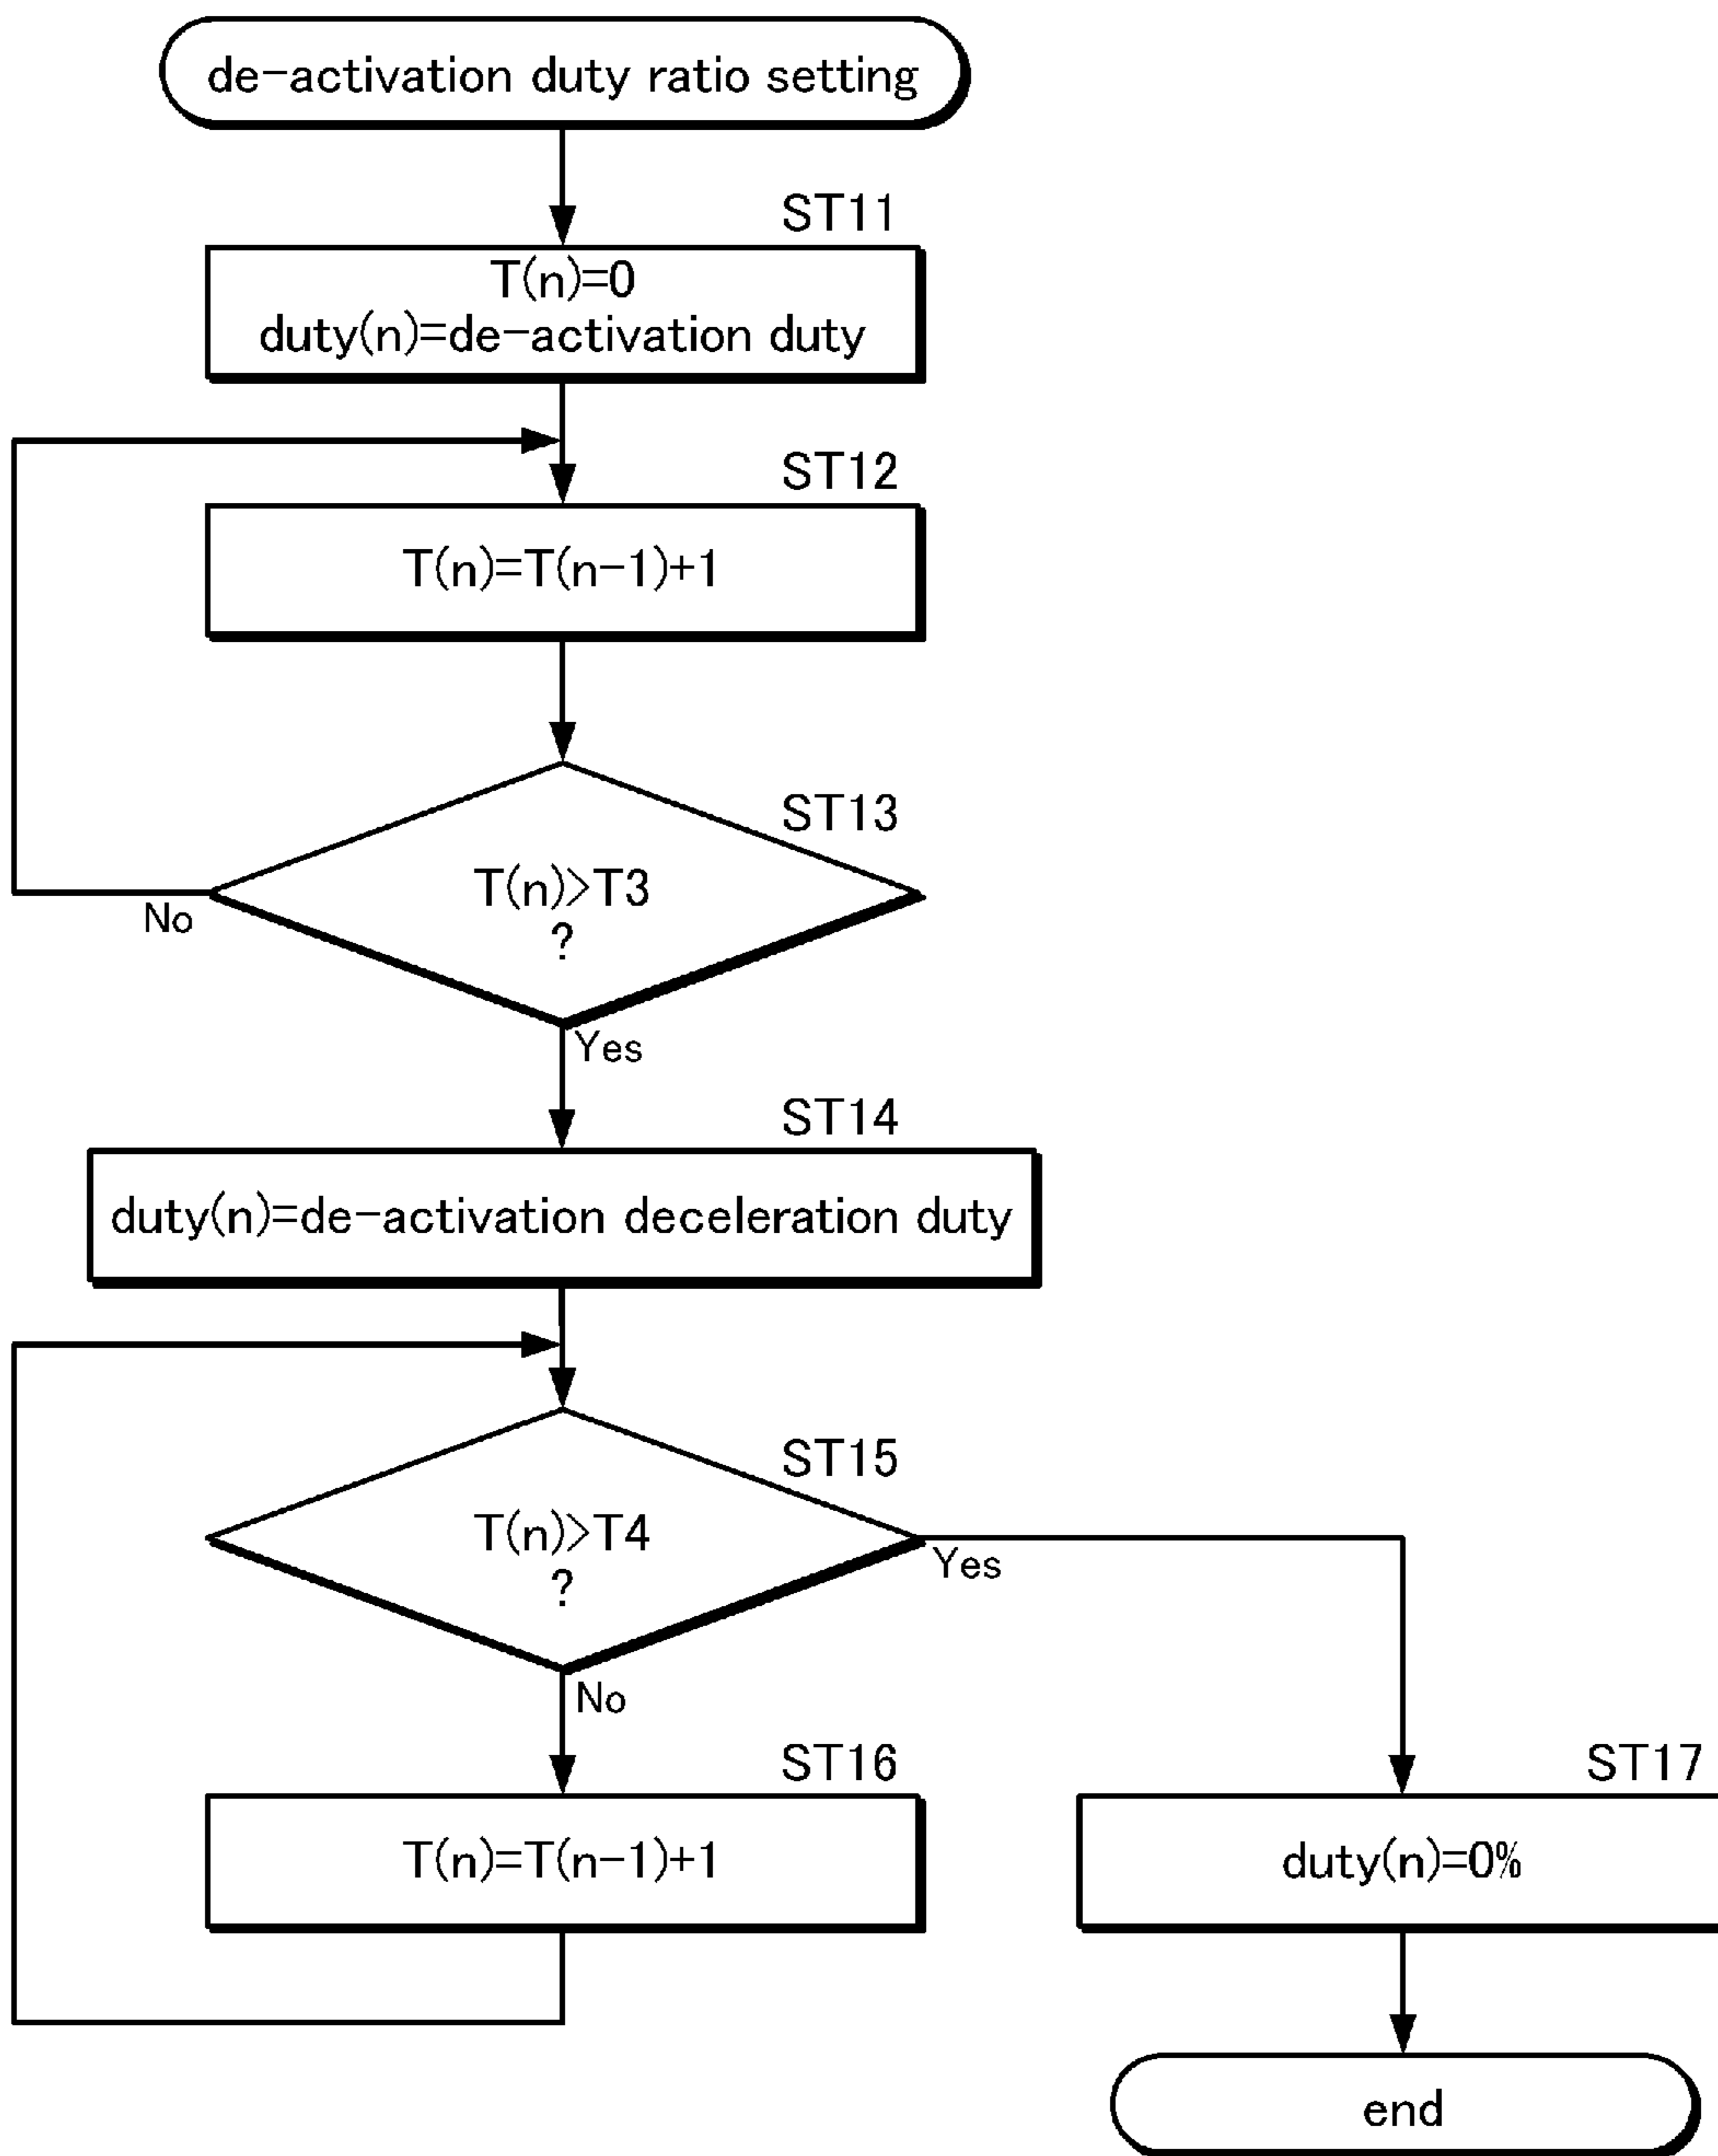 de-activation duty ratio setting
ST11
T(n)=0
duty(n)=de-activation duty
ST12
T(n)=T(n-1)+1
ST13
T(n)>T3
?
No
Yes
ST14
duty(n)=de-activation deceleration duty
ST15
T(n)>T4
?
Yes
No
ST16
T(n)=T(n-1)+1
ST17
duty(n)=0%
end